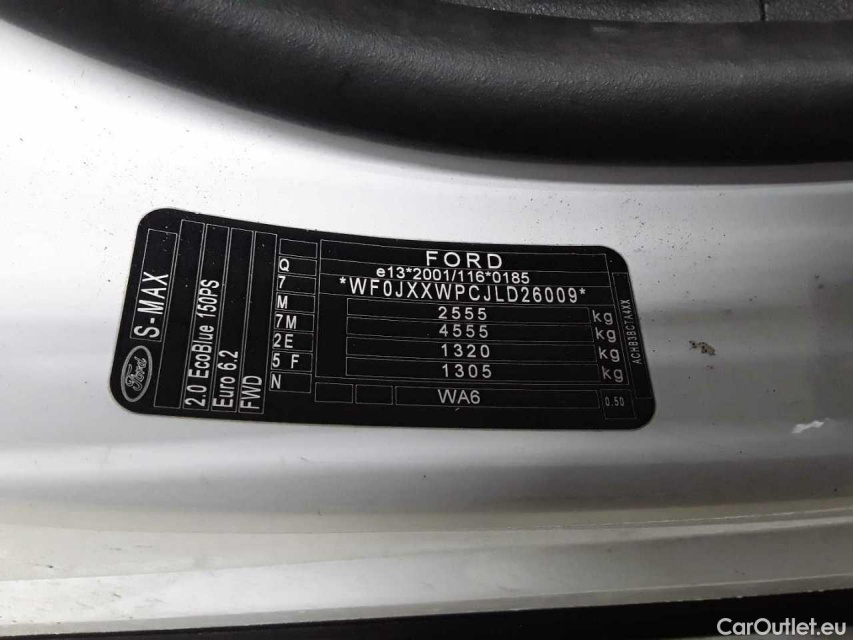 FORD
e13*2001/116*0185
*WF0JXXWPCJLD26009*
2555 kg
4555 kg
1320 kg
1305 kg
WA6
0.50
ACHB3BCTA4XX
Q
7
M
7M
2E
5 F
N
Ford
S-MAX
2.0 EcoBlue 150PS
Euro 6.2
FWD
CarOutlet.eu